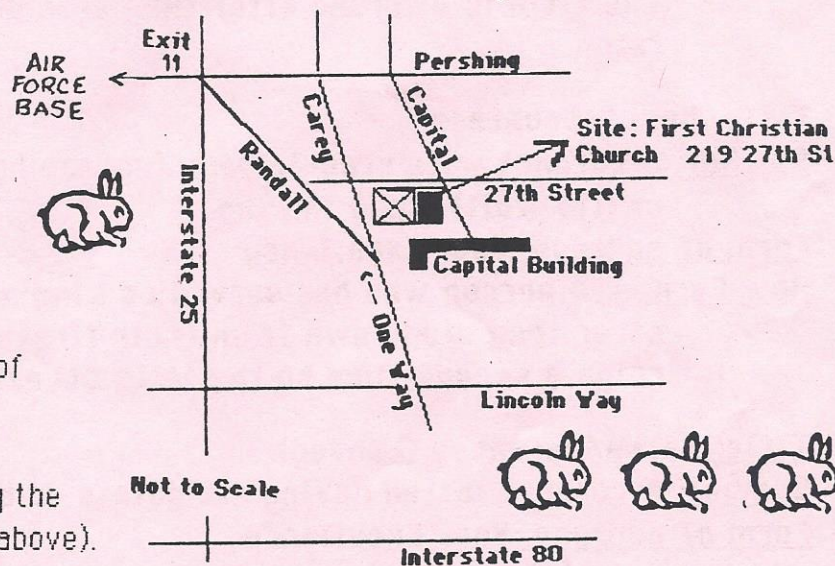 Exit
11
Pershing
AIR
FORCE
BASE
Carey
Capital
Site: First Christian
Church 219 27th St
Randall
27th Street
Interstate 25
Capital Building
<--- One Way
of
Lincoln Way
Not to Scale
g the
above).
Interstate 80